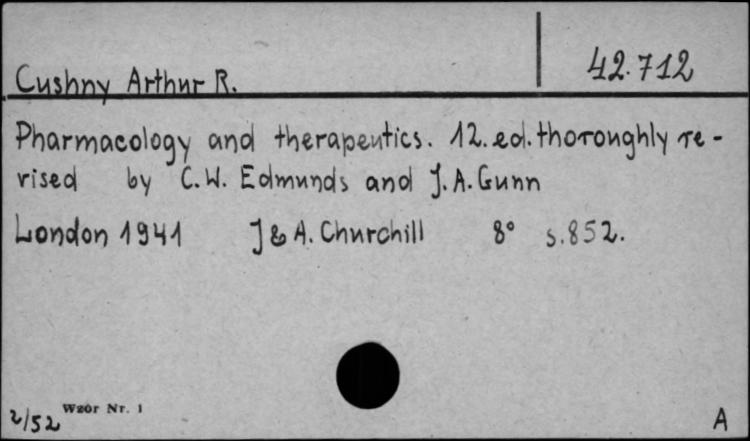 42.712
Cushny Arthur R.
Pharmacology and therapeutics. 12. ed. thoroughly re-
vised by C.W. Edmunds and J.A. Gunn
London 1941 J & A. Churchill 8° s.852.
Wzór Nr. 1
2/52
A